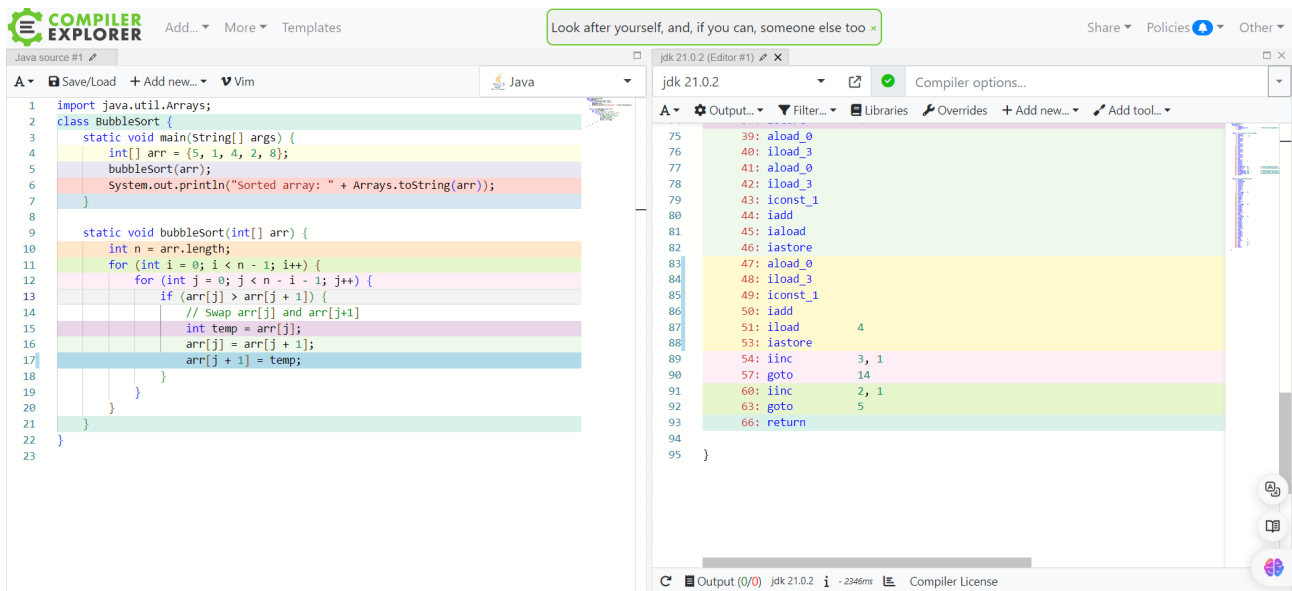 COMPILER
EXPLORER
Add... More Templates
Look after yourself, and, if you can, someone else too ×
Share Policies Other
Java source #1
A Save/Load + Add new... Vim
Java
1 import java.util.Arrays;
2 class BubbleSort {
3 static void main(String[] args) {
4 int[] arr = {5, 1, 4, 2, 8};
5 bubbleSort(arr);
6 System.out.println("Sorted array: " + Arrays.toString(arr));
7 }
8
9 static void bubbleSort(int[] arr) {
10 int n = arr.length;
11 for (int i = 0; i < n - 1; i++) {
12 for (int j = 0; j < n - i - 1; j++) {
13 if (arr[j] > arr[j + 1]) {
14 // Swap arr[j] and arr[j+1]
15 int temp = arr[j];
16 arr[j] = arr[j + 1];
17 arr[j + 1] = temp;
18 }
19 }
20 }
21 }
22 }
23
jdk 21.0.2 (Editor #1)
jdk 21.0.2
Compiler options...
A Output... Filter... Libraries Overrides + Add new... Add tool...
75 39: aload_0
76 40: iload_3
77 41: aload_0
78 42: iload_3
79 43: iconst_1
80 44: iadd
81 45: iaload
82 46: iastore
83 47: aload_0
84 48: iload_3
85 49: iconst_1
86 50: iadd
87 51: iload 4
88 53: iastore
89 54: iinc 3, 1
90 57: goto 14
91 60: iinc 2, 1
92 63: goto 5
93 66: return
94
95 }
Output (0/0) jdk 21.0.2 i - 2346ms Compiler License